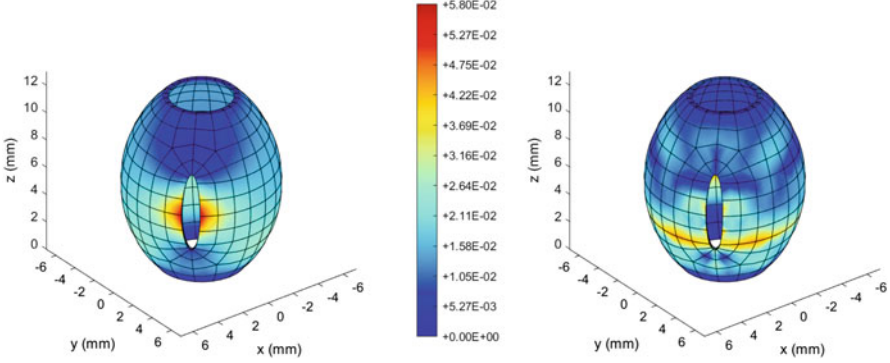 12
10
8
6
4
2
0
z (mm)
-6
-4
-2
0
2
4
6
y (mm)
6
4
2
0
-2
-4
-6
x (mm)
+5.80E-02
+5.27E-02
+4.75E-02
+4.22E-02
+3.69E-02
+3.16E-02
+2.64E-02
+2.11E-02
+1.58E-02
+1.05E-02
+5.27E-03
+0.00E+00
12
10
8
6
4
2
0
z (mm)
-6
-4
-2
0
2
4
6
y (mm)
6
4
2
0
-2
-4
-6
x (mm)